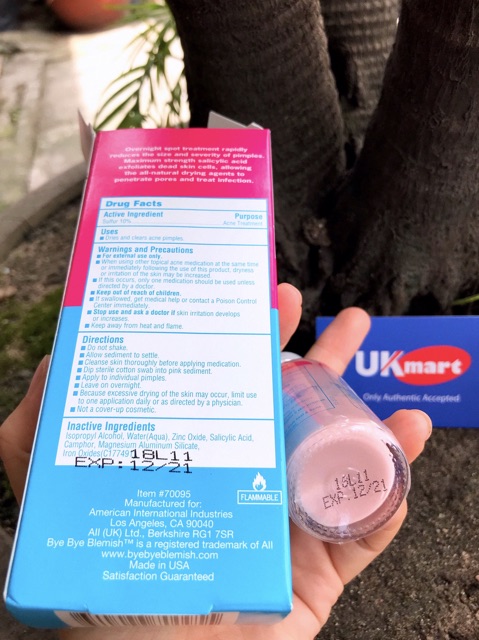 Overnight spot treatment rapidly
reduces the size and severity of pimples.
Maximum strength salicylic acid
exfoliates dead skin cells, allowing
the all-natural drying agents to
penetrate pores and treat infection.
Drug Facts
Active Ingredient Purpose
Sulfur 10% Acne Treatment
Uses
■ Dries and clears acne pimples.
Warnings and Precautions
■ For external use only.
■ When using other topical acne medication at the same time
or immediately following the use of this product, dryness
or irritation of the skin may be increased.
■ If this occurs, only one medication should be used unless
directed by a doctor.
■ Keep out of reach of children.
■ If swallowed, get medical help or contact a Poison Control
Center immediately.
■ Stop use and ask a doctor if skin irritation develops
or increases.
■ Keep away from heat and flame.
Directions
■ Do not shake.
■ Allow sediment to settle.
■ Cleanse skin thoroughly before applying medication.
■ Dip sterile cotton swab into pink sediment.
■ Apply to individual pimples.
■ Leave on overnight.
■ Because excessive drying of the skin may occur, limit use
to one application daily or as directed by a physician.
■ Not a cover-up cosmetic.
Inactive Ingredients
Isopropyl Alcohol, Water(Aqua), Zinc Oxide, Salicylic Acid,
Camphor, Magnesium Aluminum Silicate,
Iron Oxides(C17749
18L11
EXP:12/21
FLAMMABLE
Item #70095
Manufactured for:
American International Industries
Los Angeles, CA 90040
AII (UK) Ltd., Berkshire RG1 7SR
Bye Bye Blemish™ is a registered trademark of AII
www.byebyeblemish.com
Made in USA
Satisfaction Guaranteed
18L11
EXP:12/21
UKmart
Only Authentic Accepted